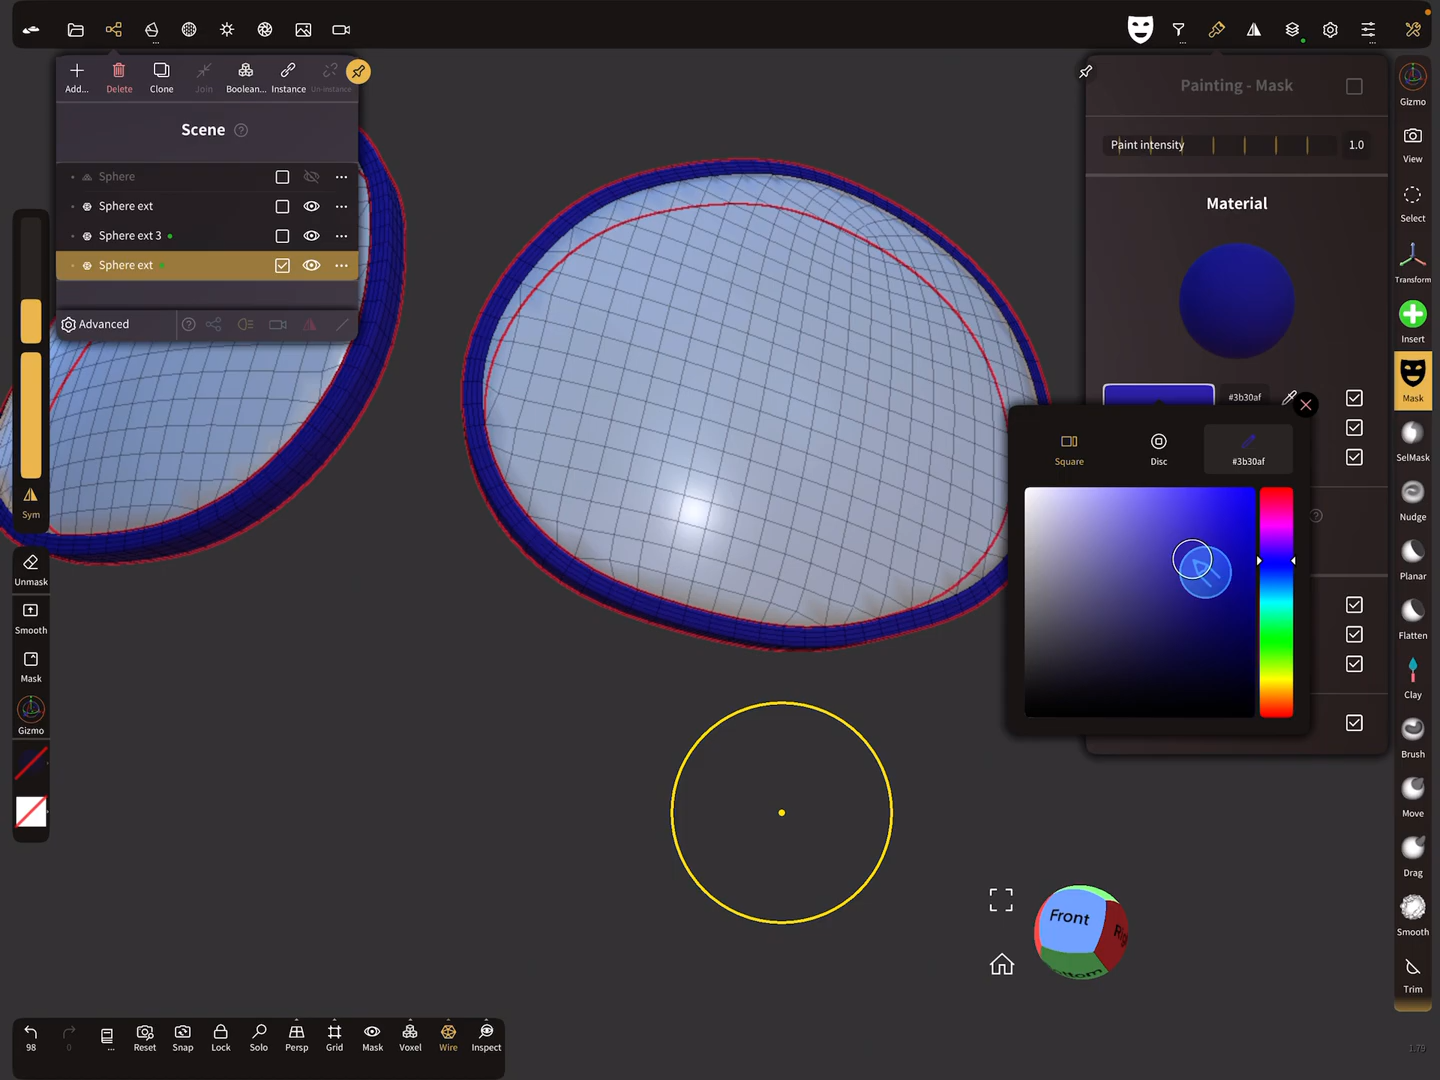 Add...
Delete
Clone
Join
Boolean...
Instance
Un-instance
Scene
Sphere
Sphere ext
Sphere ext 3
Sphere ext
Advanced
Sym
Unmask
Smooth
Mask
Gizmo
Painting - Mask
Paint intensity
1.0
Material
#3b30af
Square
Disc
#3b30af
Gizmo
View
Select
Transform
Insert
Mask
SelMask
Nudge
Planar
Flatten
Clay
Brush
Move
Drag
Smooth
Trim
Front
98
0
...
Reset
Snap
Lock
Solo
Persp
Grid
Mask
Voxel
Wire
Inspect
1.79